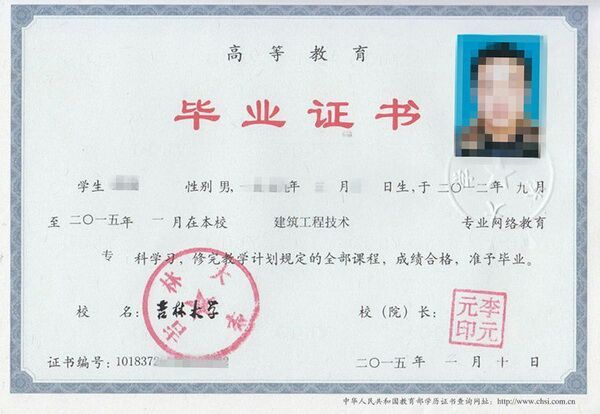 高等教育
毕业证书
学生 性别 男, 年 月 日生,于二〇一二年 九月
至 二〇一五年 一月在本校 建筑工程技术 专业网络教育
专 科学习,修完教学计划规定的全部课程,成绩合格,准予毕业。
校 名: 吉林大学 校(院)长: 李元元印
吉林大学
证书编号: 1018372 二〇一五年 一月十日
中华人民共和国教育部学历证书查询网址: http://www.chsi.com.cn